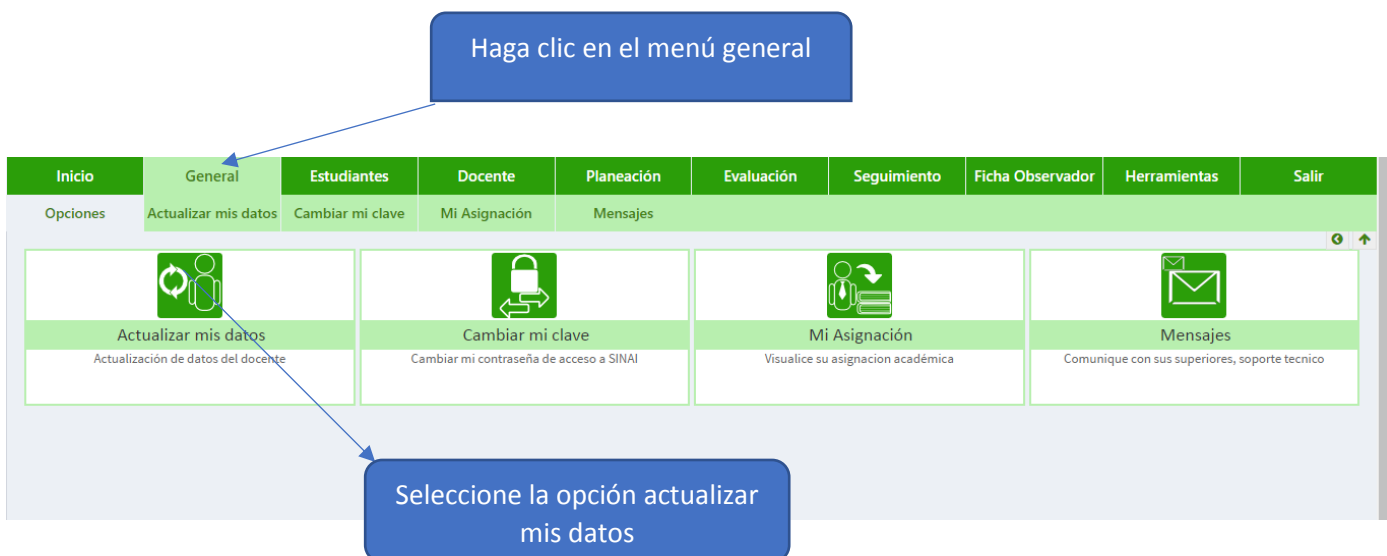 Haga clic en el menú general
Inicio General Estudiantes Docente Planeación Evaluación Seguimiento Ficha Observador Herramientas Salir
Opciones Actualizar mis datos Cambiar mi clave Mi Asignación Mensajes
Actualizar mis datos Cambiar mi clave Mi Asignación Mensajes
Actualización de datos del docente Cambiar mi contraseña de acceso a SINAI Visualice su asignacion académica Comunique con sus superiores, soporte tecnico
Seleccione la opción actualizar
mis datos